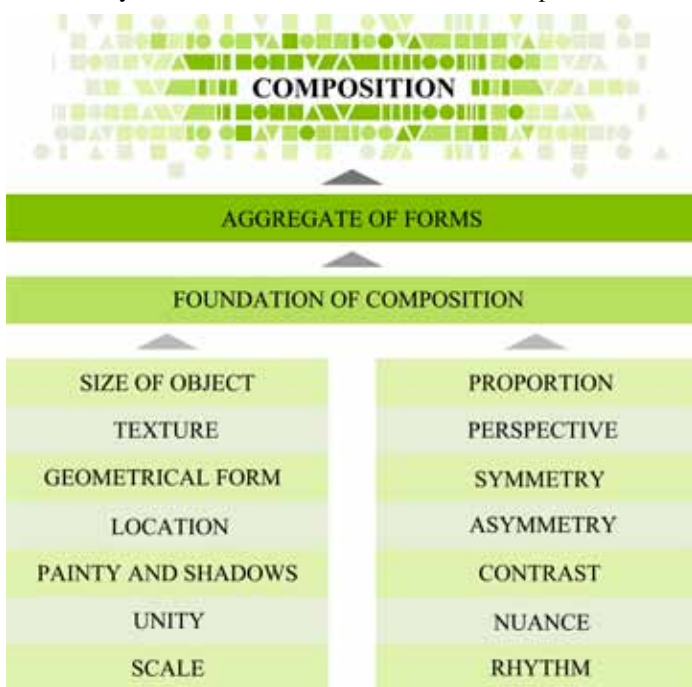 COMPOSITION
AGGREGATE OF FORMS
FOUNDATION OF COMPOSITION
SIZE OF OBJECT
TEXTURE
GEOMETRICAL FORM
LOCATION
PAINTY AND SHADOWS
UNITY
SCALE
PROPORTION
PERSPECTIVE
SYMMETRY
ASYMMETRY
CONTRAST
NUANCE
RHYTHM